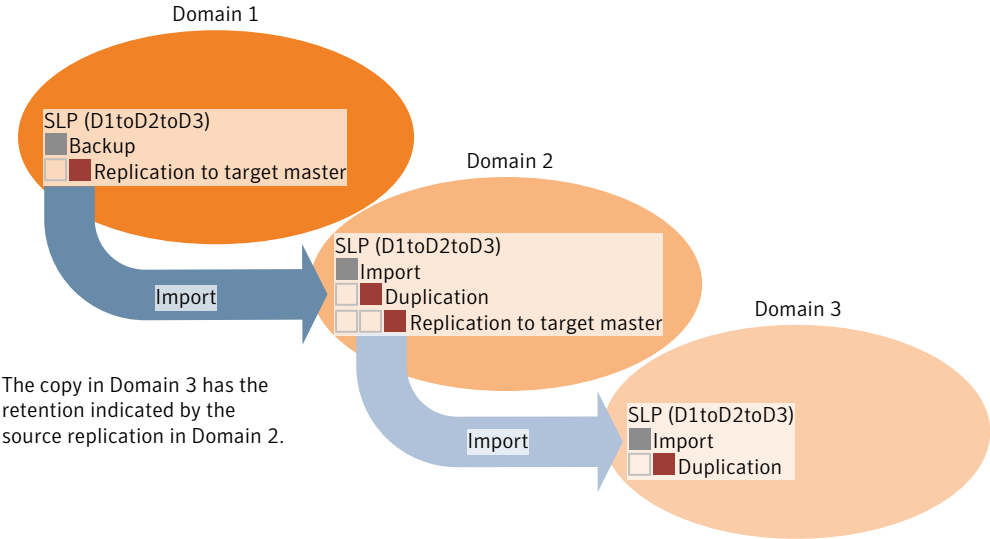 Domain 1
SLP (D1toD2toD3)
Backup
Replication to target master
Domain 2
SLP (D1toD2toD3)
Import
Duplication
Replication to target master
Import
Domain 3
The copy in Domain 3 has the
retention indicated by the
source replication in Domain 2.
SLP (D1toD2toD3)
Import
Duplication
Import